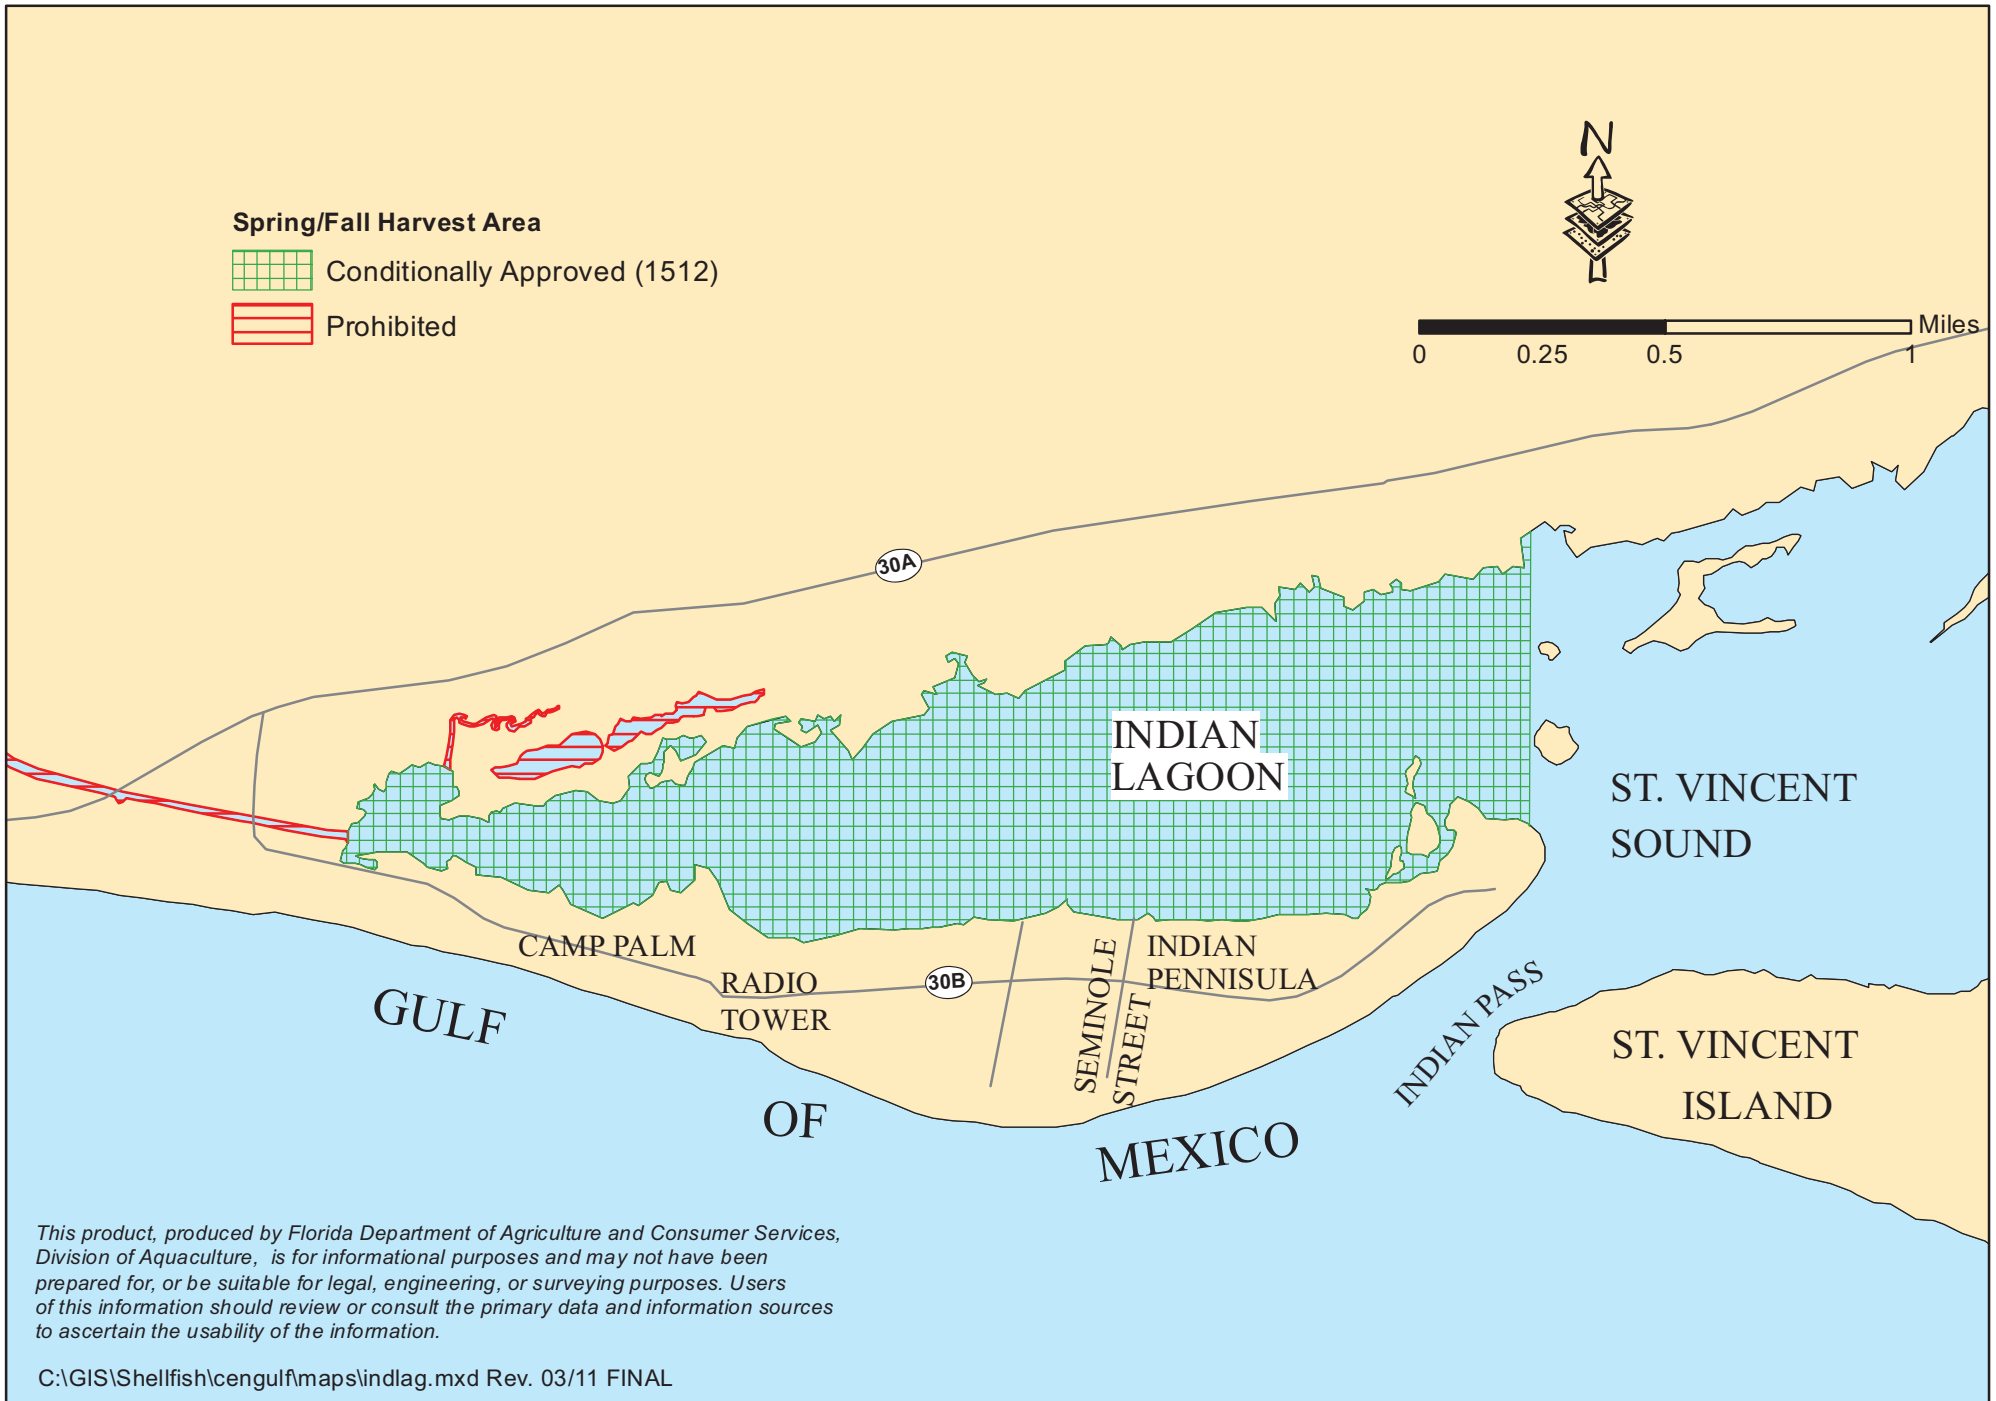 N
Spring/Fall Harvest Area
Conditionally Approved (1512)
Prohibited
Miles
0 0.25 0.5 1
30A
INDIAN
LAGOON
ST. VINCENT
SOUND
CAMP PALM
RADIO
TOWER
30B
SEMINOLE
STREET
INDIAN
PENNISULA
INDIAN PASS
ST. VINCENT
ISLAND
GULF
OF
MEXICO
This product, produced by Florida Department of Agriculture and Consumer Services,
Division of Aquaculture, is for informational purposes and may not have been
prepared for, or be suitable for legal, engineering, or surveying purposes. Users
of this information should review or consult the primary data and information sources
to ascertain the usability of the information.
C:\GIS\Shellfish\cengulf\maps\indlag.mxd Rev. 03/11 FINAL